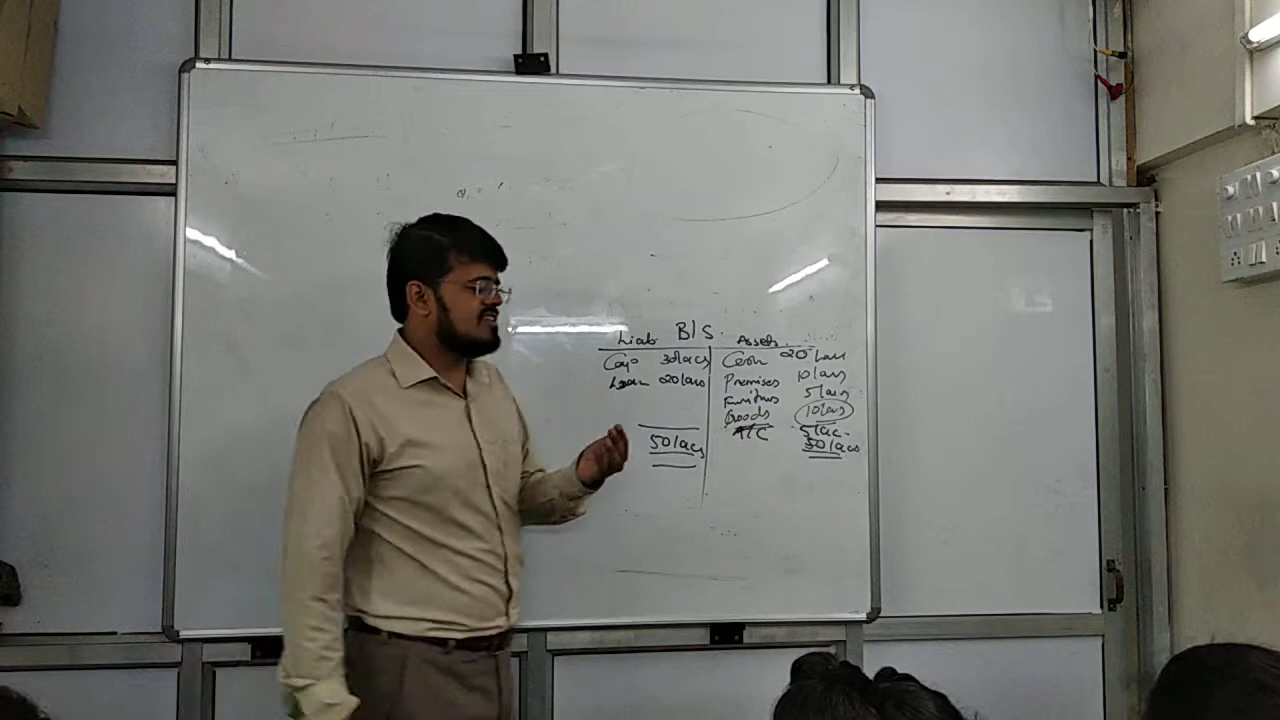 Liab B/S. Assets
Cap 30lacs Cash 20 lacs
Loan 20lacs Premises 10lacs
Furniture 5lacs
Goods 10lacs
A/C 5lac
50lacs 50lacs